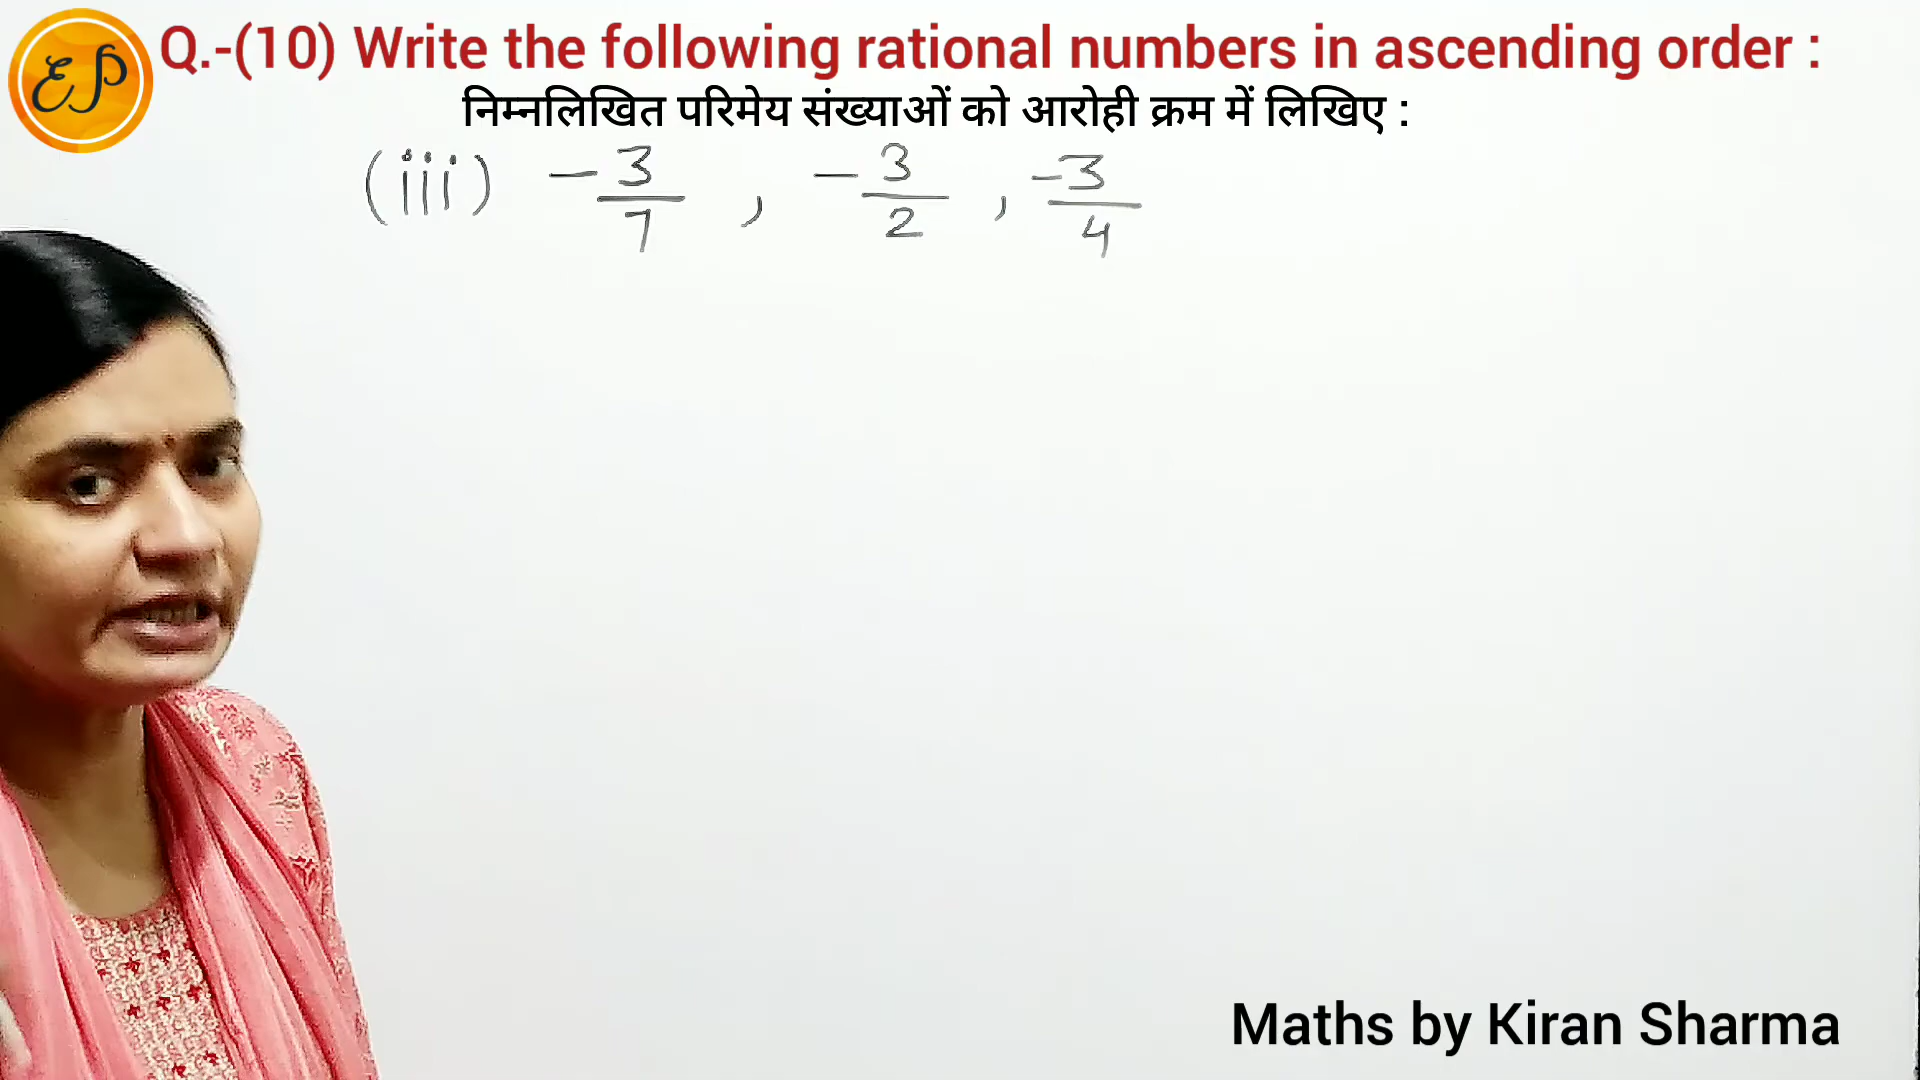 EP
Q.-(10) Write the following rational numbers in ascending order :
निम्नलिखित परिमेय संख्याओं को आरोही क्रम में लिखिए :
(iii) -3/7 , -3/2 , -3/4
Maths by Kiran Sharma